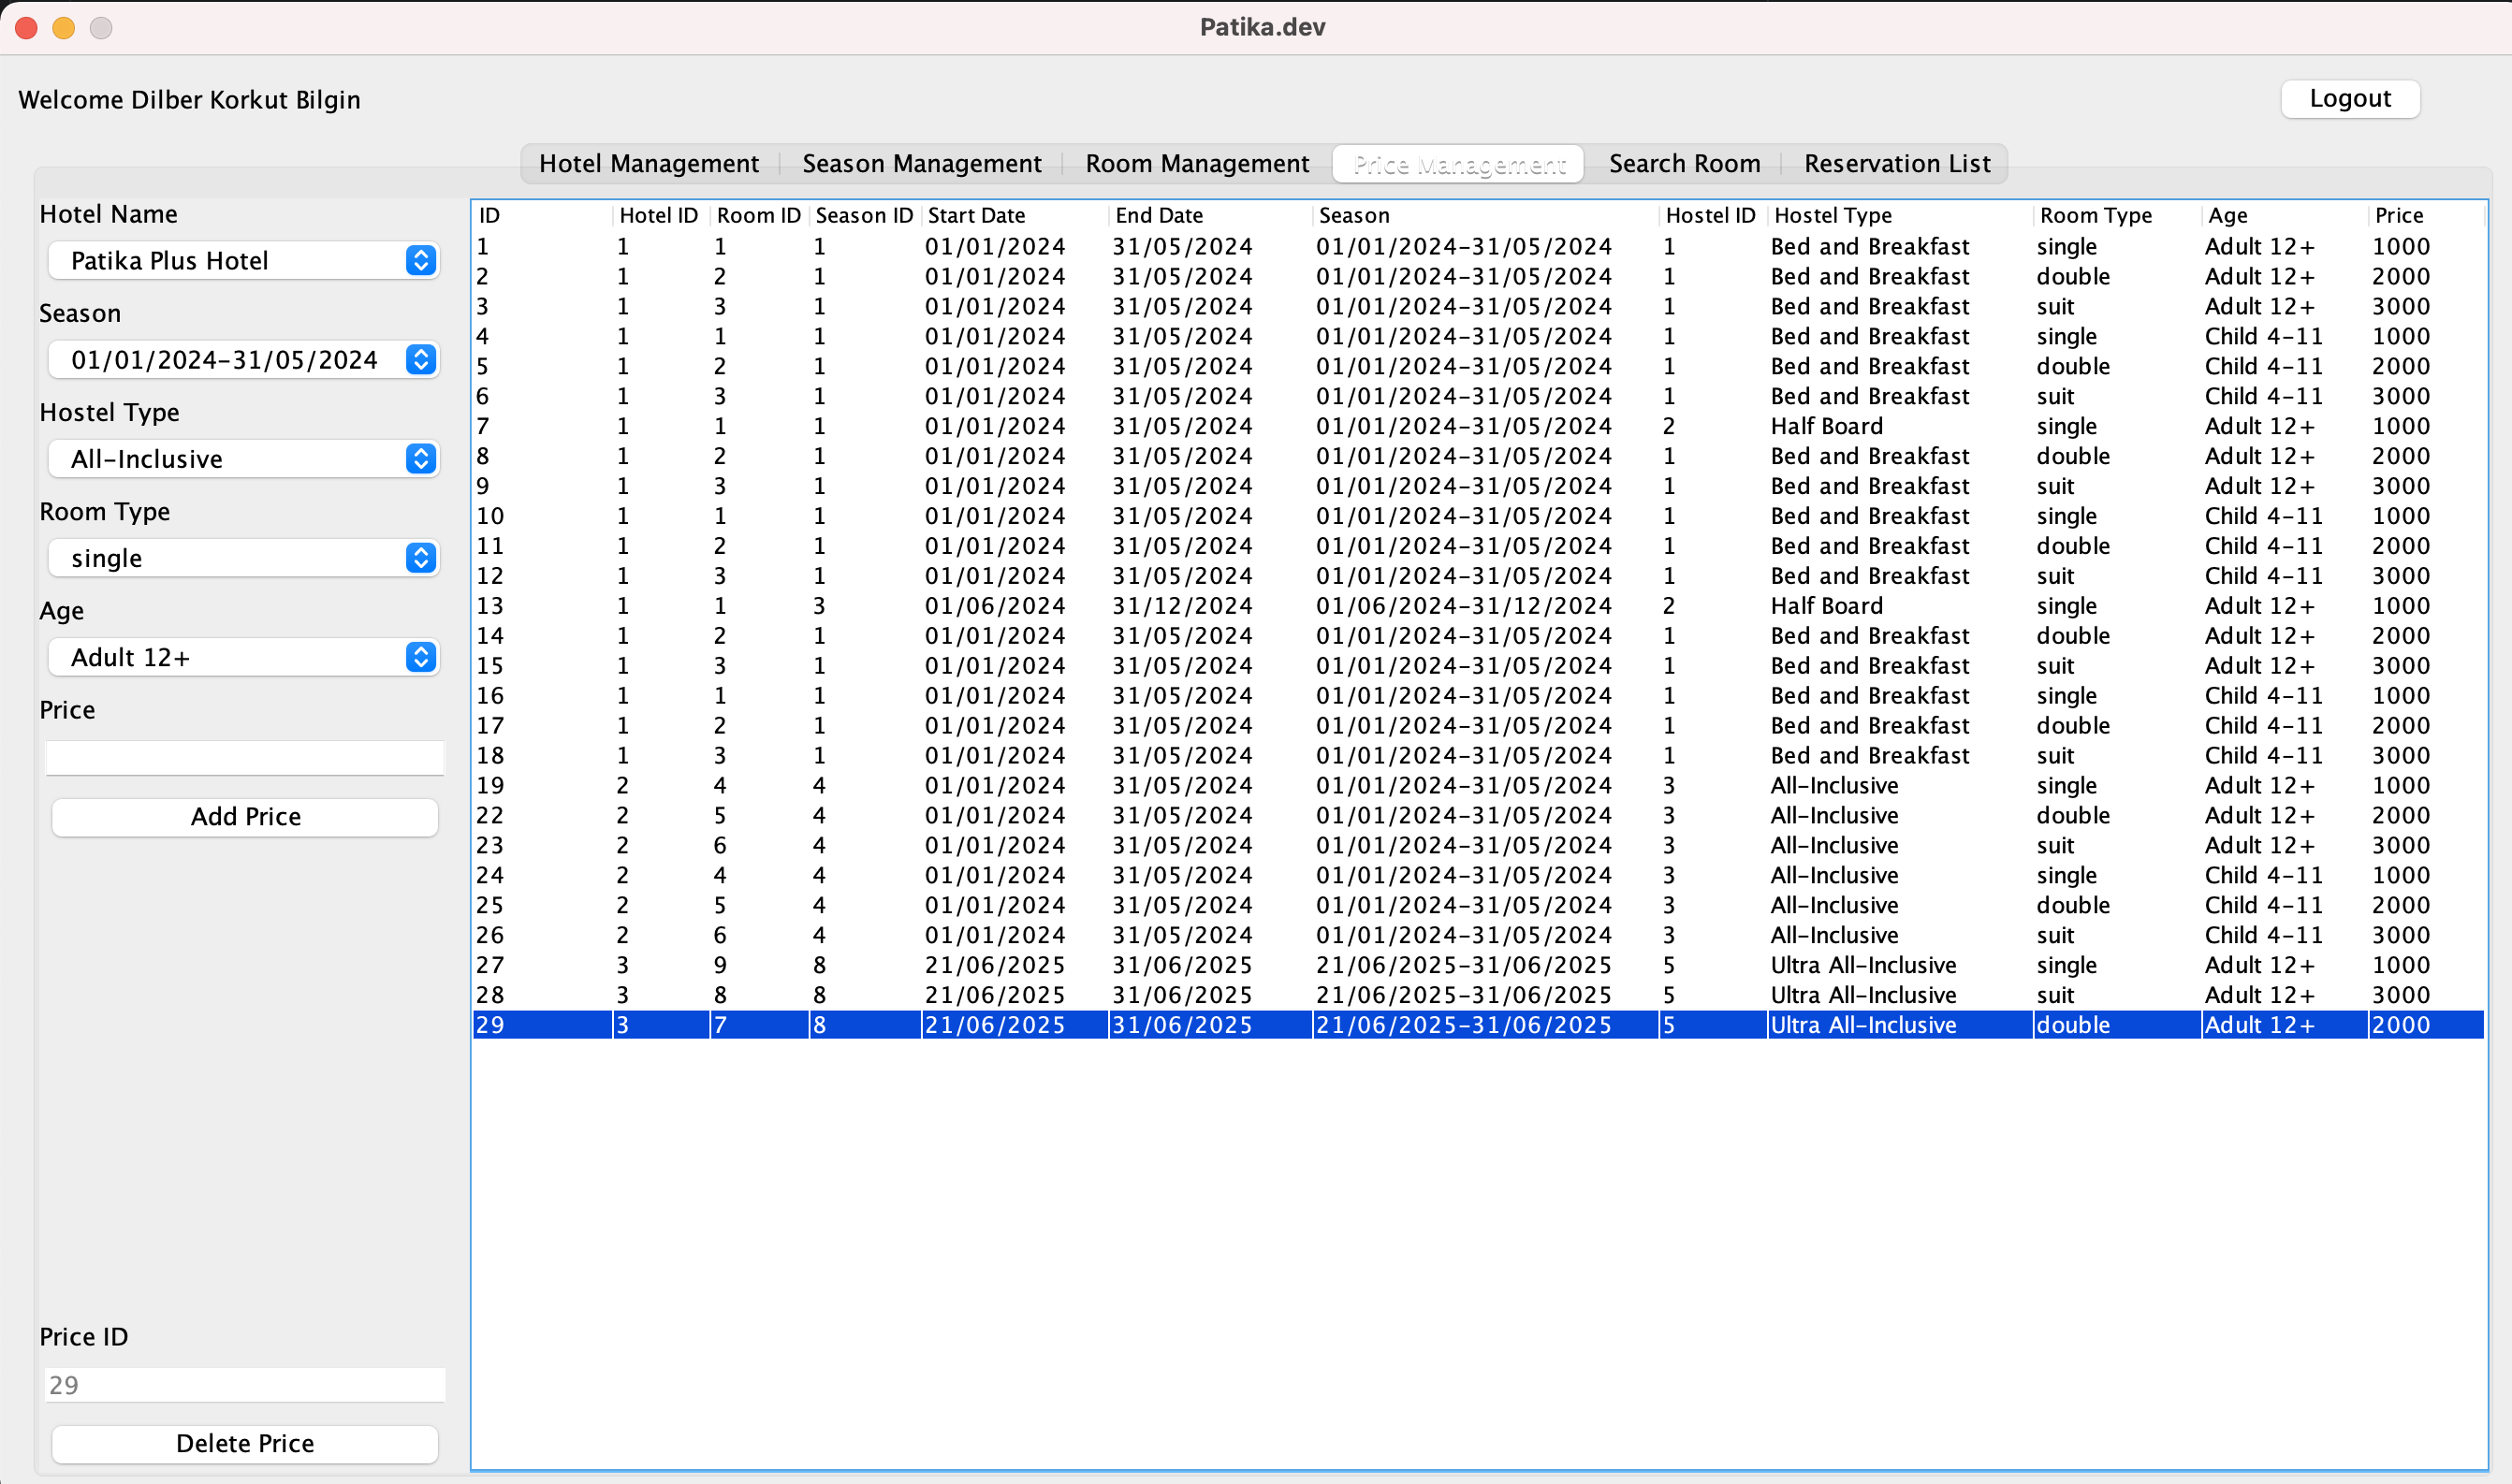 Patika.dev
Welcome Dilber Korkut Bilgin
Logout
Hotel Management Season Management Room Management Price Management Search Room Reservation List
Hotel Name
Patika Plus Hotel
Season
01/01/2024-31/05/2024
Hostel Type
All-Inclusive
Room Type
single
Age
Adult 12+
Price
Add Price
Price ID
29
Delete Price
ID Hotel ID Room ID Season ID Start Date End Date Season Hostel ID Hostel Type Room Type Age Price
1 1 1 1 01/01/2024 31/05/2024 01/01/2024-31/05/2024 1 Bed and Breakfast single Adult 12+ 1000
2 1 2 1 01/01/2024 31/05/2024 01/01/2024-31/05/2024 1 Bed and Breakfast double Adult 12+ 2000
3 1 3 1 01/01/2024 31/05/2024 01/01/2024-31/05/2024 1 Bed and Breakfast suit Adult 12+ 3000
4 1 1 1 01/01/2024 31/05/2024 01/01/2024-31/05/2024 1 Bed and Breakfast single Child 4-11 1000
5 1 2 1 01/01/2024 31/05/2024 01/01/2024-31/05/2024 1 Bed and Breakfast double Child 4-11 2000
6 1 3 1 01/01/2024 31/05/2024 01/01/2024-31/05/2024 1 Bed and Breakfast suit Child 4-11 3000
7 1 1 1 01/01/2024 31/05/2024 01/01/2024-31/05/2024 2 Half Board single Adult 12+ 1000
8 1 2 1 01/01/2024 31/05/2024 01/01/2024-31/05/2024 1 Bed and Breakfast double Adult 12+ 2000
9 1 3 1 01/01/2024 31/05/2024 01/01/2024-31/05/2024 1 Bed and Breakfast suit Adult 12+ 3000
10 1 1 1 01/01/2024 31/05/2024 01/01/2024-31/05/2024 1 Bed and Breakfast single Child 4-11 1000
11 1 2 1 01/01/2024 31/05/2024 01/01/2024-31/05/2024 1 Bed and Breakfast double Child 4-11 2000
12 1 3 1 01/01/2024 31/05/2024 01/01/2024-31/05/2024 1 Bed and Breakfast suit Child 4-11 3000
13 1 1 3 01/06/2024 31/12/2024 01/06/2024-31/12/2024 2 Half Board single Adult 12+ 1000
14 1 2 1 01/01/2024 31/05/2024 01/01/2024-31/05/2024 1 Bed and Breakfast double Adult 12+ 2000
15 1 3 1 01/01/2024 31/05/2024 01/01/2024-31/05/2024 1 Bed and Breakfast suit Adult 12+ 3000
16 1 1 1 01/01/2024 31/05/2024 01/01/2024-31/05/2024 1 Bed and Breakfast single Child 4-11 1000
17 1 2 1 01/01/2024 31/05/2024 01/01/2024-31/05/2024 1 Bed and Breakfast double Child 4-11 2000
18 1 3 1 01/01/2024 31/05/2024 01/01/2024-31/05/2024 1 Bed and Breakfast suit Child 4-11 3000
19 2 4 4 01/01/2024 31/05/2024 01/01/2024-31/05/2024 3 All-Inclusive single Adult 12+ 1000
22 2 5 4 01/01/2024 31/05/2024 01/01/2024-31/05/2024 3 All-Inclusive double Adult 12+ 2000
23 2 6 4 01/01/2024 31/05/2024 01/01/2024-31/05/2024 3 All-Inclusive suit Adult 12+ 3000
24 2 4 4 01/01/2024 31/05/2024 01/01/2024-31/05/2024 3 All-Inclusive single Child 4-11 1000
25 2 5 4 01/01/2024 31/05/2024 01/01/2024-31/05/2024 3 All-Inclusive double Child 4-11 2000
26 2 6 4 01/01/2024 31/05/2024 01/01/2024-31/05/2024 3 All-Inclusive suit Child 4-11 3000
27 3 9 8 21/06/2025 31/06/2025 21/06/2025-31/06/2025 5 Ultra All-Inclusive single Adult 12+ 1000
28 3 8 8 21/06/2025 31/06/2025 21/06/2025-31/06/2025 5 Ultra All-Inclusive suit Adult 12+ 3000
29 3 7 8 21/06/2025 31/06/2025 21/06/2025-31/06/2025 5 Ultra All-Inclusive double Adult 12+ 2000